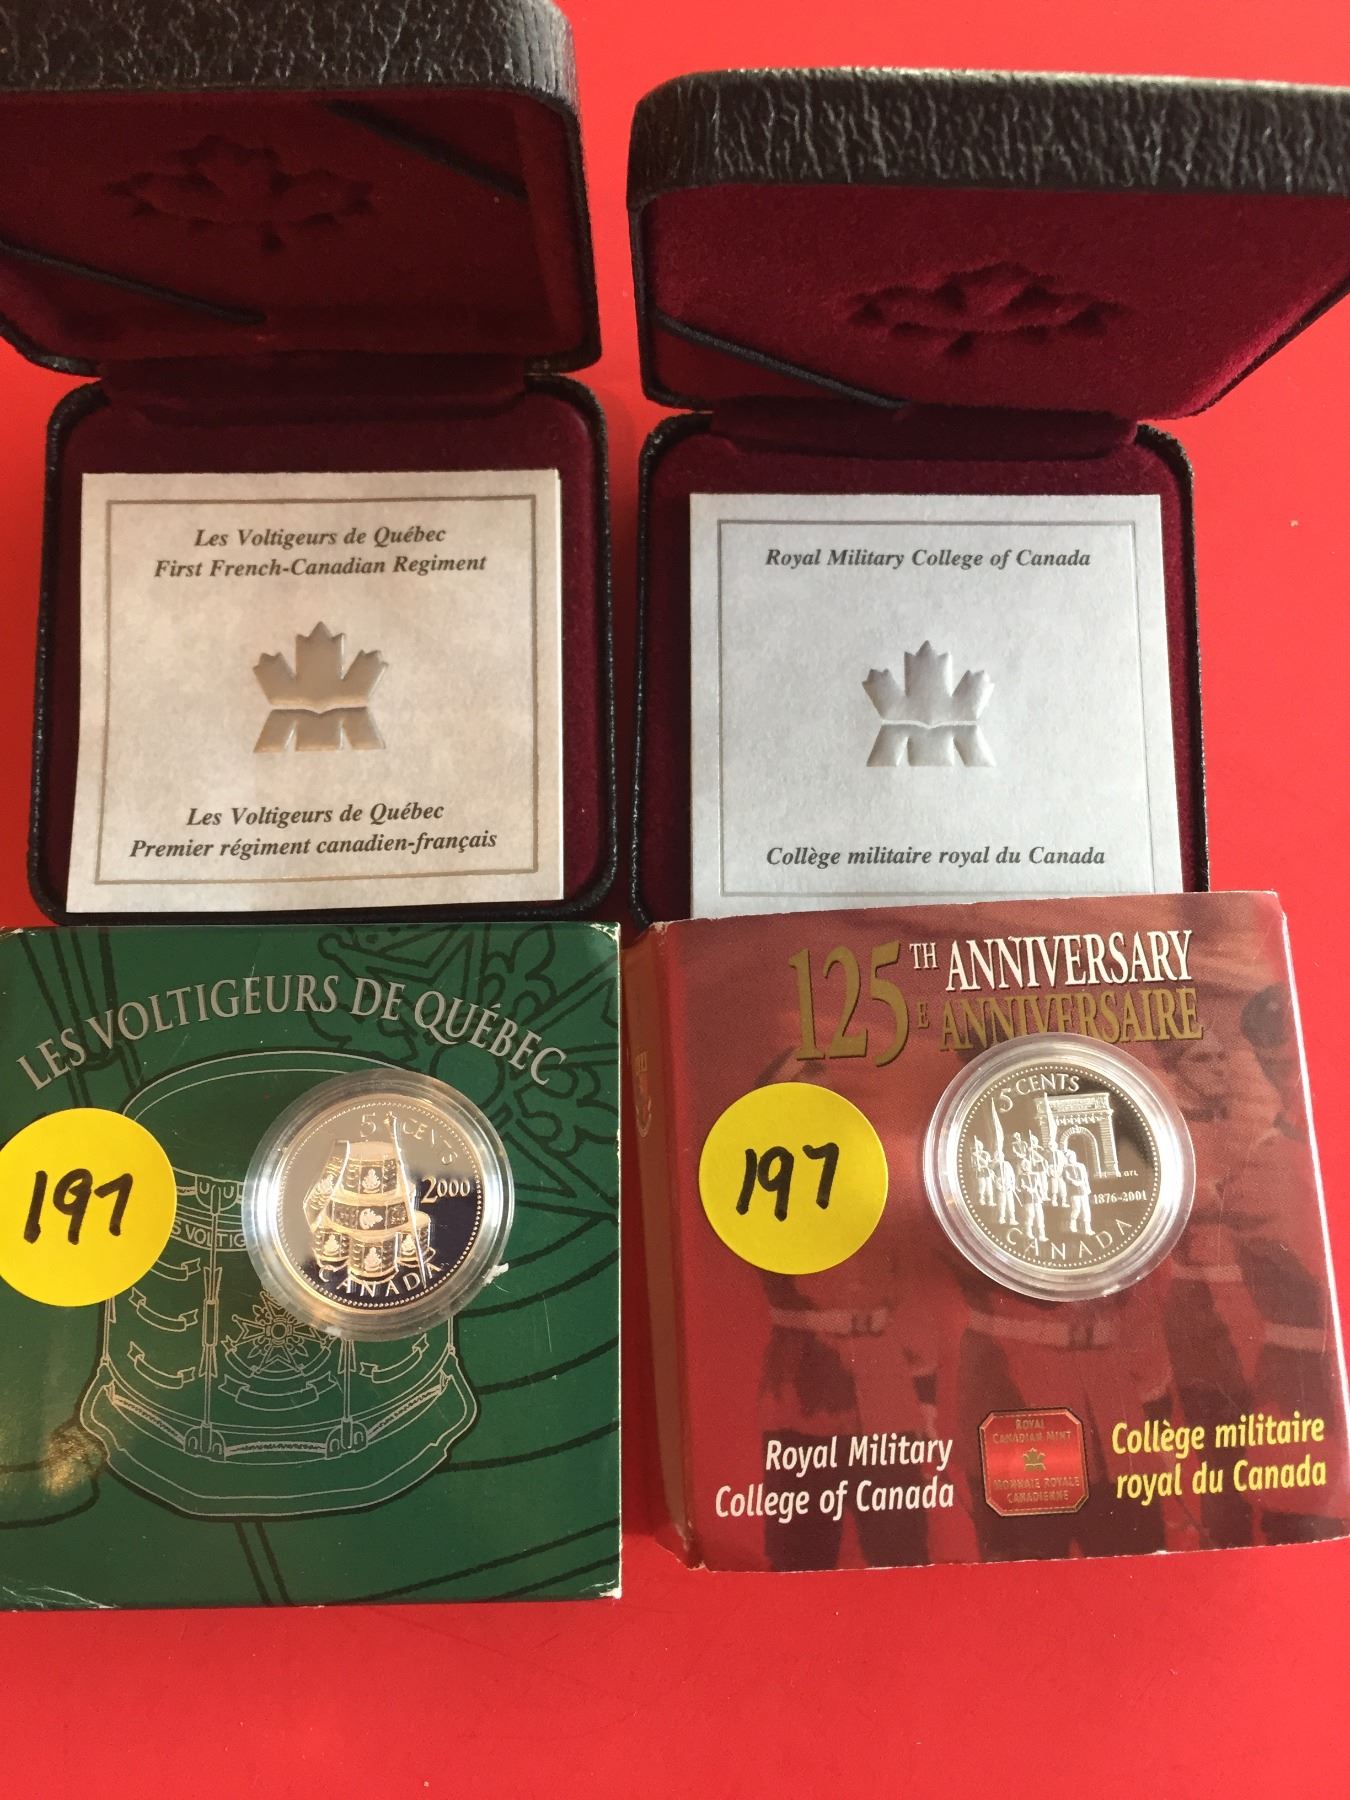 Les Voltigeurs de Québec
First French-Canadian Regiment
Les Voltigeurs de Québec
Premier régiment canadien-français
Royal Military College of Canada
Collège militaire royal du Canada
LES VOLTIGEURS DE QUÉBEC
197
S VOLTIG
5 CENTS
2000
CANADA
125TH ANNIVERSARY
E ANNIVERSAIRE
197
5 CENTS
1876-2001
CANADA
Royal Military
College of Canada
ROYAL
CANADIAN MINT
MONNAIE ROYALE
CANADIENNE
Collège militaire
royal du Canada